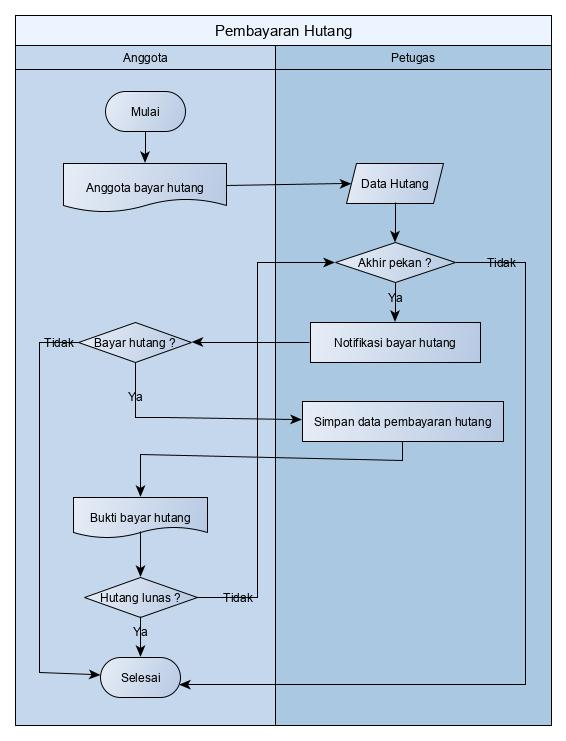 Pembayaran Hutang
Anggota
Petugas
Mulai
Anggota bayar hutang
Data Hutang
Akhir pekan ?
Tidak
Ya
Tidak
Bayar hutang ?
Notifikasi bayar hutang
Ya
Simpan data pembayaran hutang
Bukti bayar hutang
Hutang lunas ?
Tidak
Ya
Selesai